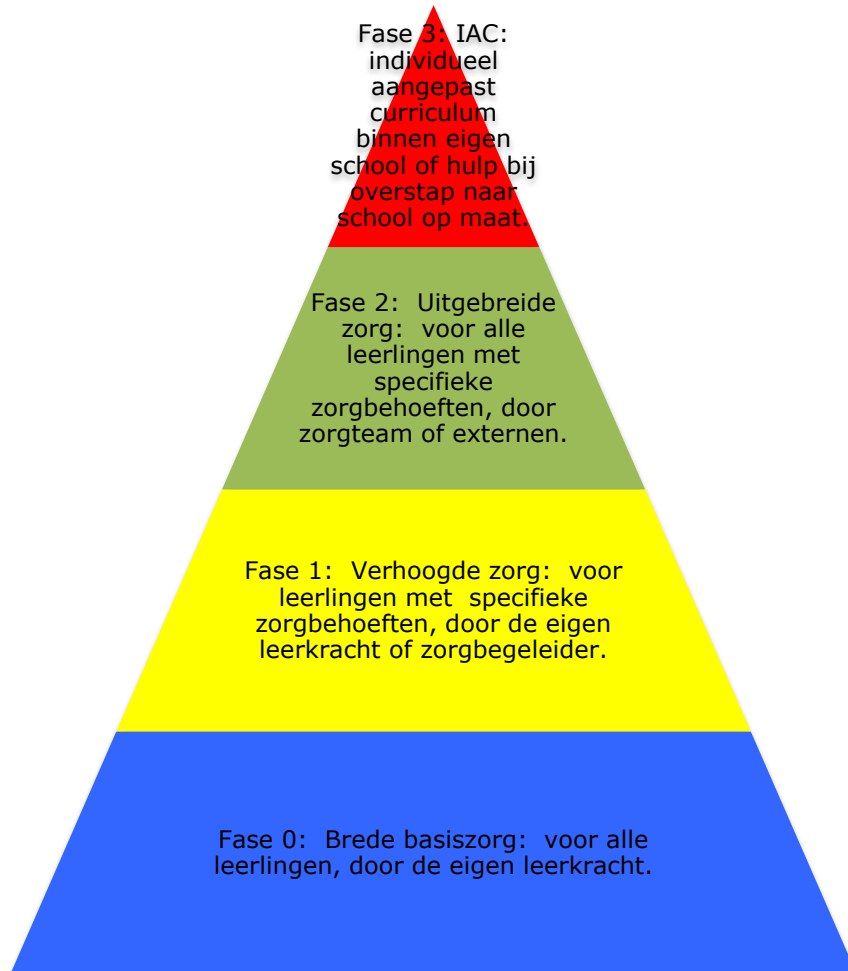 Fase 3: IAC:
individueel
aangepast
curriculum
binnen eigen
school of hulp bij
overstap naar
school op maat.
Fase 2: Uitgebreide
zorg: voor alle
leerlingen met
specifieke
zorgbehoeften, door
zorgteam of externen.
Fase 1: Verhoogde zorg: voor
leerlingen met specifieke
zorgbehoeften, door de eigen
leerkracht of zorgbegeleider.
Fase 0: Brede basiszorg: voor alle
leerlingen, door de eigen leerkracht.